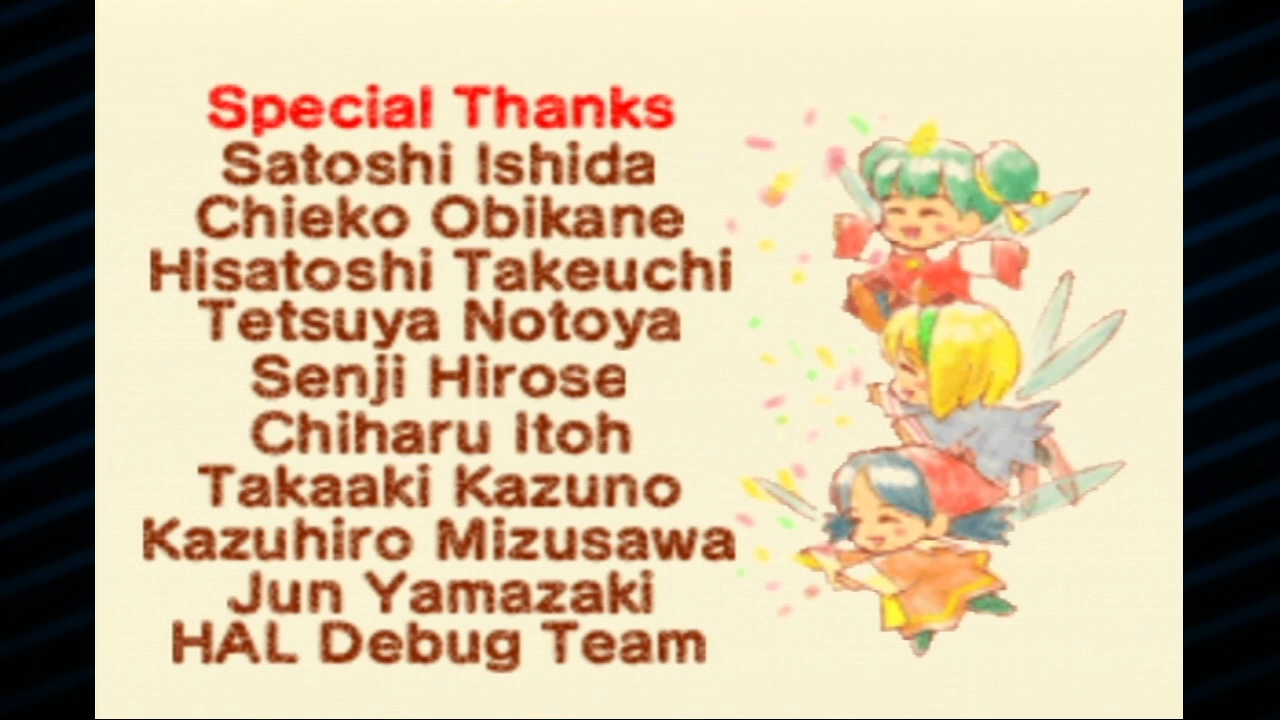 Special Thanks
Satoshi Ishida
Chieko Obikane
Hisatoshi Takeuchi
Tetsuya Notoya
Senji Hirose
Chiharu Itoh
Takaaki Kazuno
Kazuhiro Mizusawa
Jun Yamazaki
HAL Debug Team